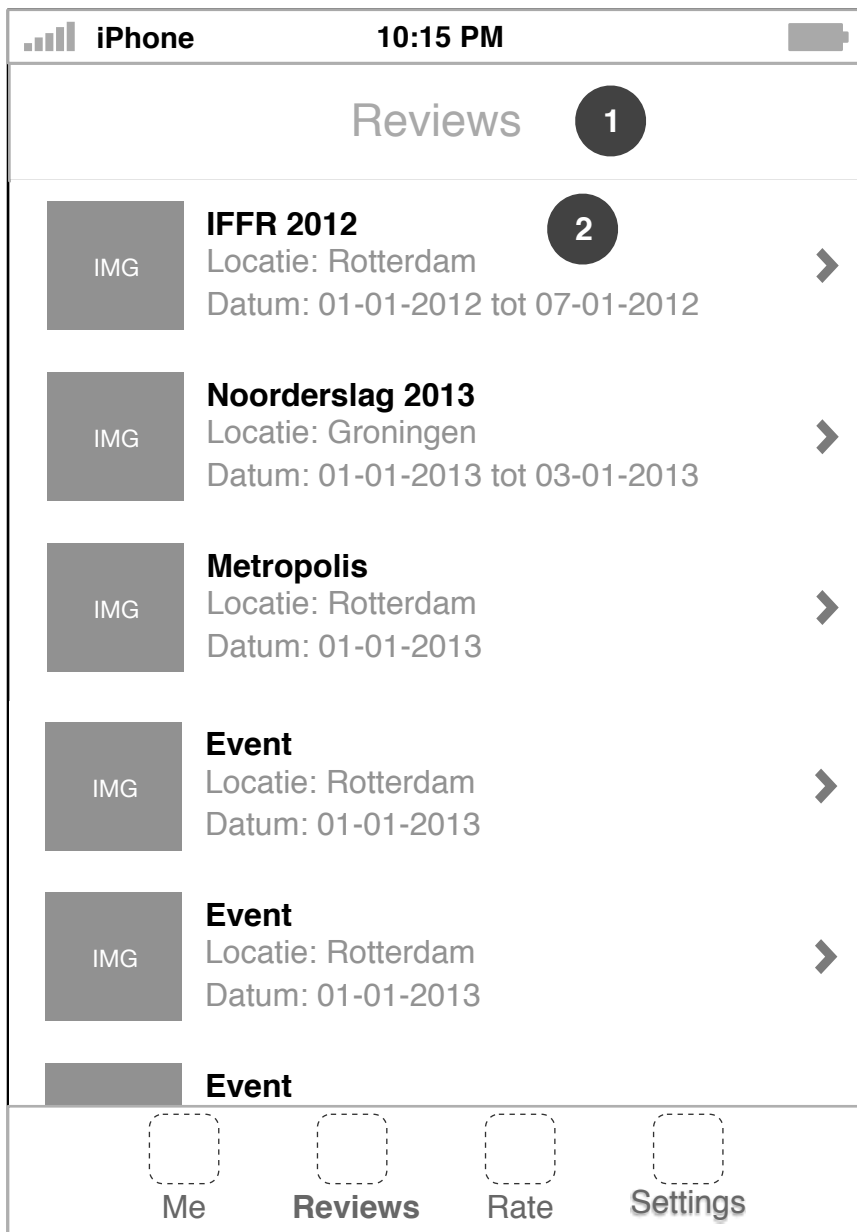 iPhone 10:15 PM
Reviews 1
IFFR 2012 2
IMG
Locatie: Rotterdam
Datum: 01-01-2012 tot 07-01-2012
Noorderslag 2013
IMG
Locatie: Groningen
Datum: 01-01-2013 tot 03-01-2013
Metropolis
IMG
Locatie: Rotterdam
Datum: 01-01-2013
Event
IMG
Locatie: Rotterdam
Datum: 01-01-2013
Event
IMG
Locatie: Rotterdam
Datum: 01-01-2013
Event
Me Reviews Rate Settings